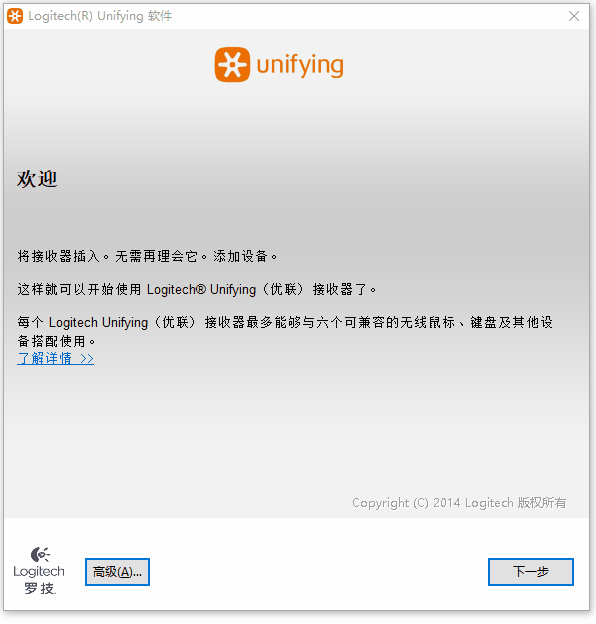 Logitech(R) Unifying 软件
unifying
欢迎
将接收器插入。无需再理会它。添加设备。
这样就可以开始使用 Logitech® Unifying（优联）接收器了。
每个 Logitech Unifying（优联）接收器最多能够与六个可兼容的无线鼠标、键盘及其他设
备搭配使用。
了解详情 >>
Copyright (C) 2014 Logitech 版权所有
Logitech
罗技
高级(A)...
下一步